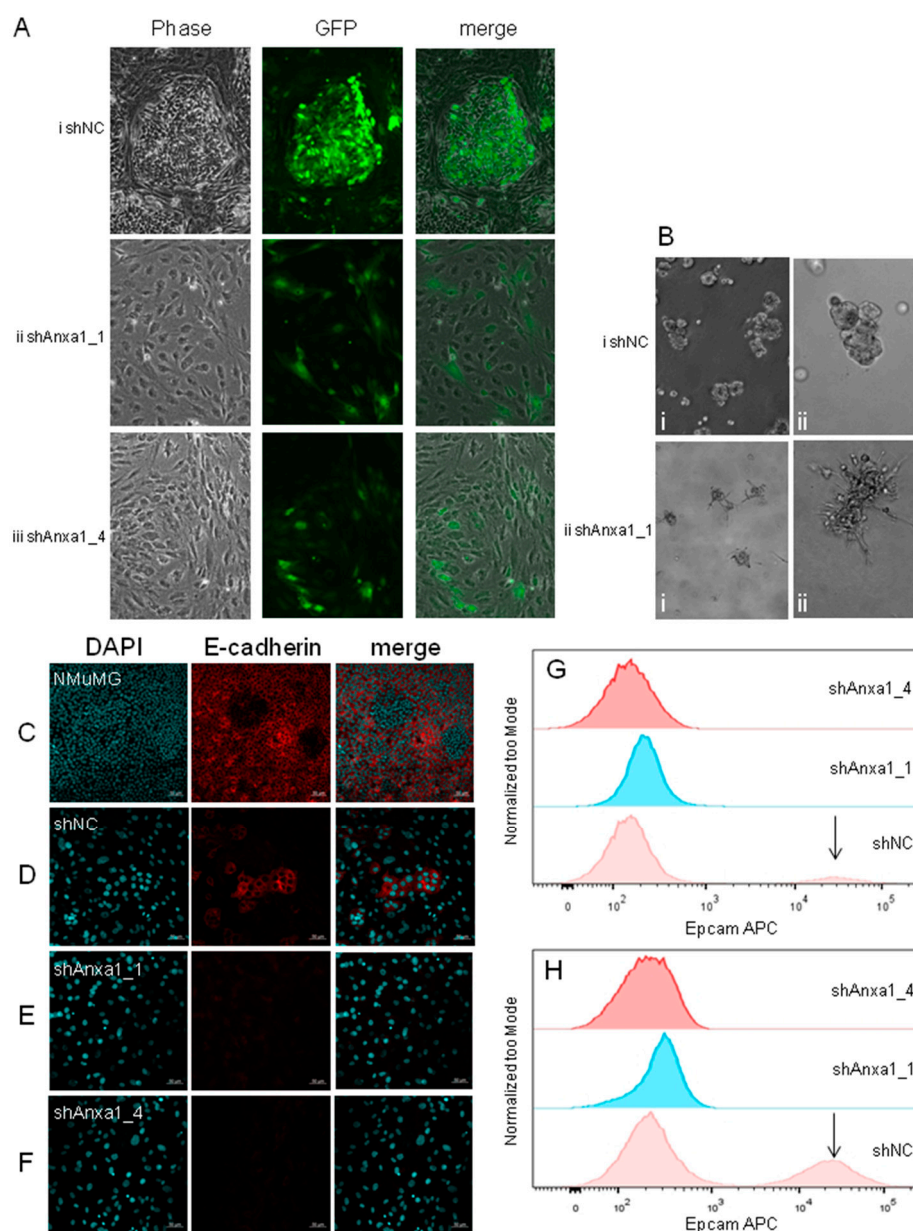 A
Phase GFP merge
i shNC
ii shAnxa1_1
iii shAnxa1_4
B
i shNC
i ii
ii shAnxa1_1
i ii
DAPI E-cadherin merge
C
NMuMG
D
shNC
E
shAnxa1_1
F
shAnxa1_4
G
Normalized too Mode
shAnxa1_4
shAnxa1_1
shNC
0 10² 10³ 10⁴ 10⁵
Epcam APC
H
Normalized too Mode
shAnxa1_4
shAnxa1_1
shNC
0 10² 10³ 10⁴ 10⁵
Epcam APC